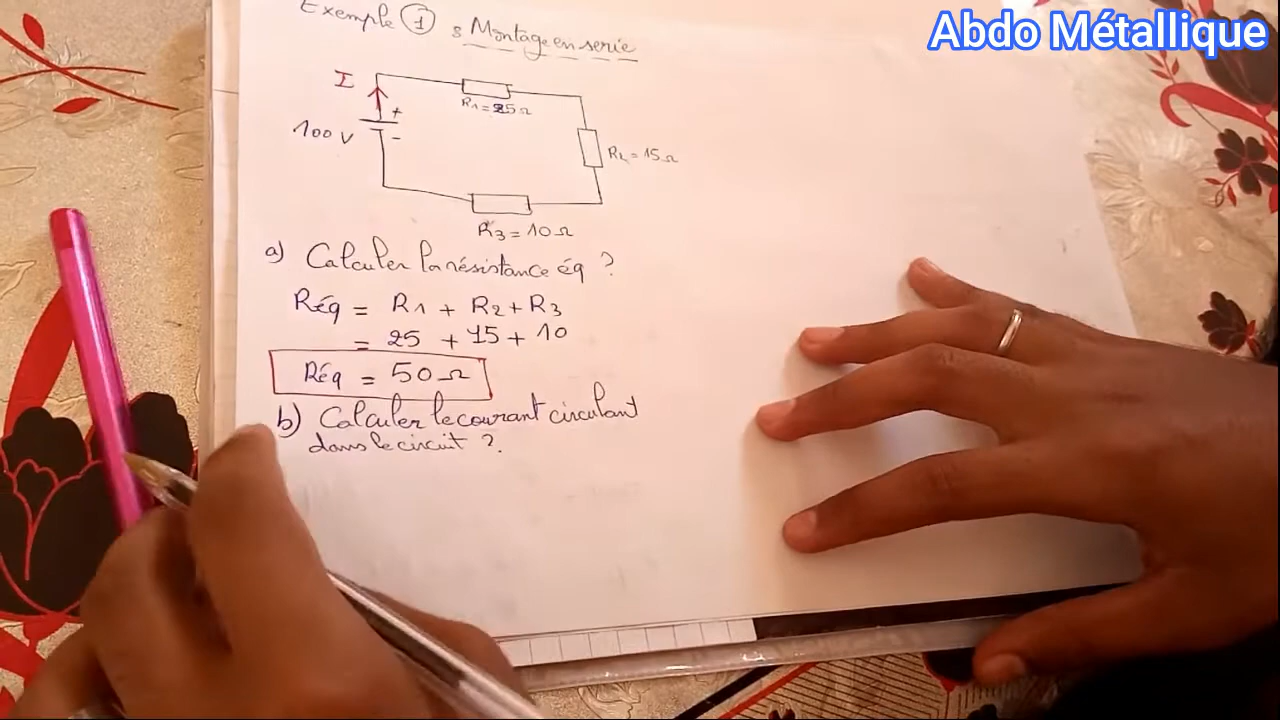 Abdo Métallique
Exemple 1 : Montage en serie
I
R1 = 25 Ω
+
100 V
-
R2 = 15 Ω
R3 = 10 Ω
a) Calculer la résistance éq ?
Réq = R1 + R2 + R3
= 25 + 15 + 10
Réq = 50 Ω
b) Calculer le courant circulant
dans le circuit ?